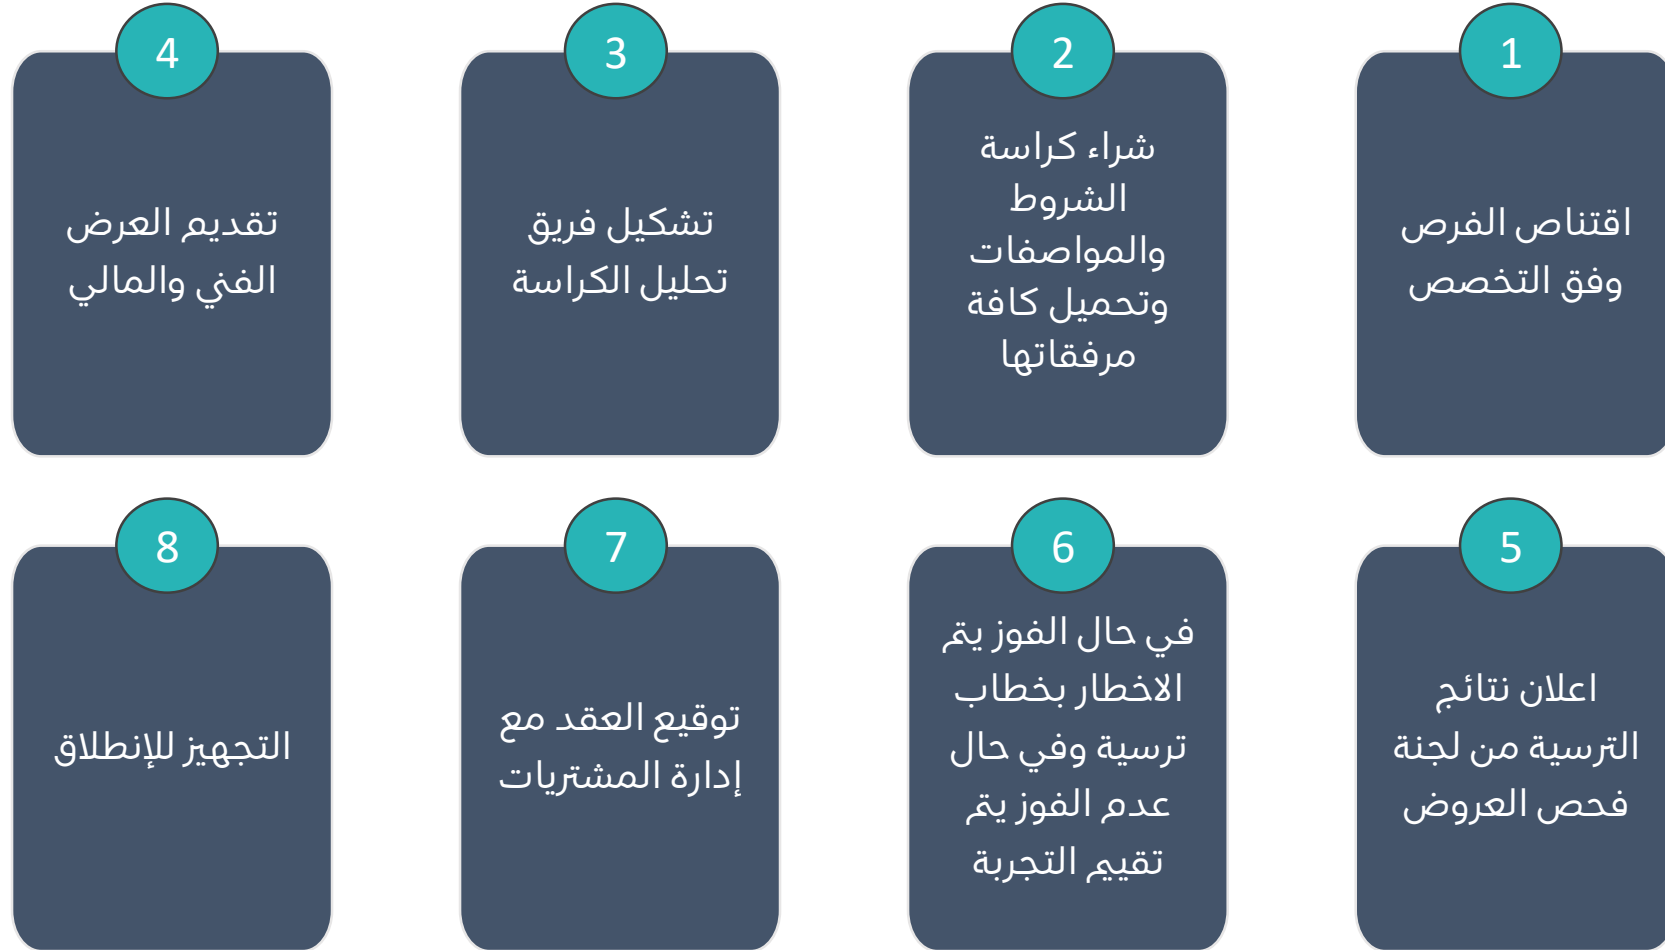 1
اقتناص الفرص
وفق التخصص
2
شراء كراسة
الشروط
والمواصفات
وتحميل كافة
مرفقاتها
3
تشكيل فريق
تحليل الكراسة
4
تقديم العرض
الفني والمالي
5
اعلان نتائج
الترسية من لجنة
فحص العروض
6
في حال الفوز يتم
الاخطار بخطاب
ترسية وفي حال
عدم الفوز يتم
تقييم التجربة
7
توقيع العقد مع
إدارة المشتريات
8
التجهيز للإنطلاق